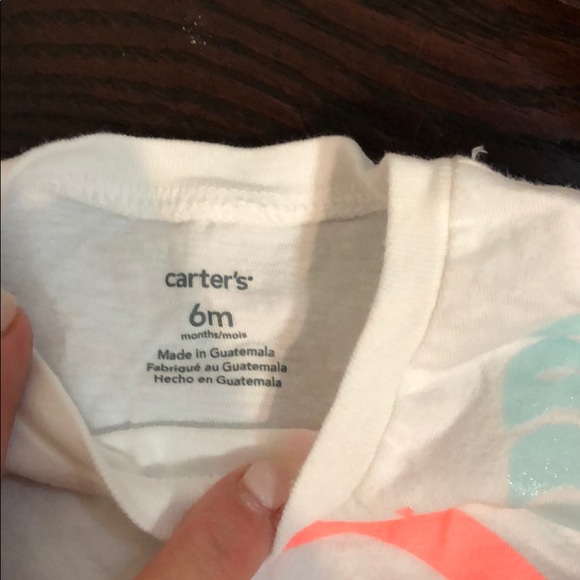 carter's
6m
months/mois
Made in Guatemala
Fabriqué au Guatemala
Hecho en Guatemala